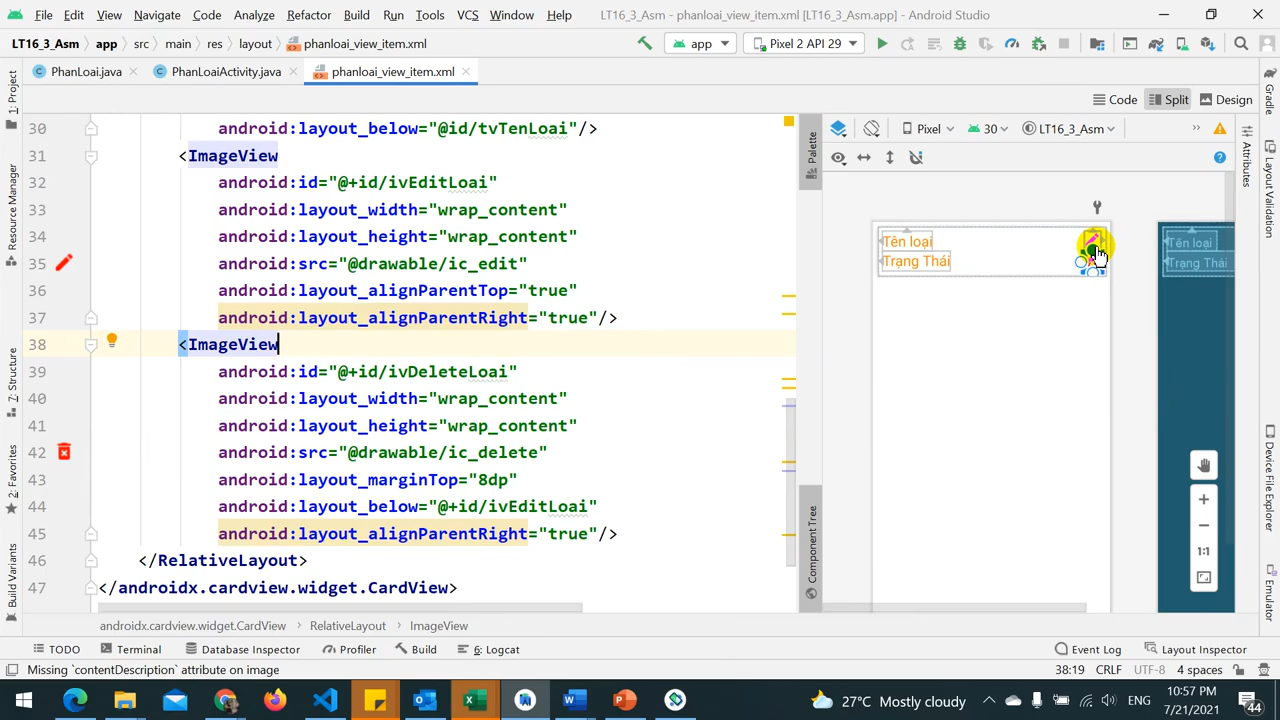 File Edit View Navigate Code Analyze Refactor Build Run Tools VCS Window Help LT16_3_Asm - phanloai_view_item.xml [LT16_3_Asm.app] - Android Studio
LT16_3_Asm app src main res layout phanloai_view_item.xml app Pixel 2 API 29
PhanLoai.java PhanLoaiActivity.java phanloai_view_item.xml
Code Split Design
30 android:layout_below="@id/tvTenLoai"/>
31 <ImageView
32 android:id="@+id/ivEditLoai"
33 android:layout_width="wrap_content"
34 android:layout_height="wrap_content"
35 android:src="@drawable/ic_edit"
36 android:layout_alignParentTop="true"
37 android:layout_alignParentRight="true"/>
38 <ImageView
39 android:id="@+id/ivDeleteLoai"
40 android:layout_width="wrap_content"
41 android:layout_height="wrap_content"
42 android:src="@drawable/ic_delete"
43 android:layout_marginTop="8dp"
44 android:layout_below="@+id/ivEditLoai"
45 android:layout_alignParentRight="true"/>
46 </RelativeLayout>
47 </androidx.cardview.widget.CardView>
androidx.cardview.widget.CardView RelativeLayout ImageView
1: Project
Resource Manager
7: Structure
2: Favorites
Build Variants
Palette
Component Tree
Pixel 30 LT16_3_Asm
Tên loại
Trạng Thái
Tên loại
Trạng Thái
1:1
Attributes
Gradle
Layout Validation
Device File Explorer
Emulator
TODO Terminal Database Inspector Profiler Build 6: Logcat Event Log Layout Inspector
Missing `contentDescription` attribute on image 38:19 CRLF UTF-8 4 spaces
27°C Mostly cloudy ENG 10:57 PM
7/21/2021 44